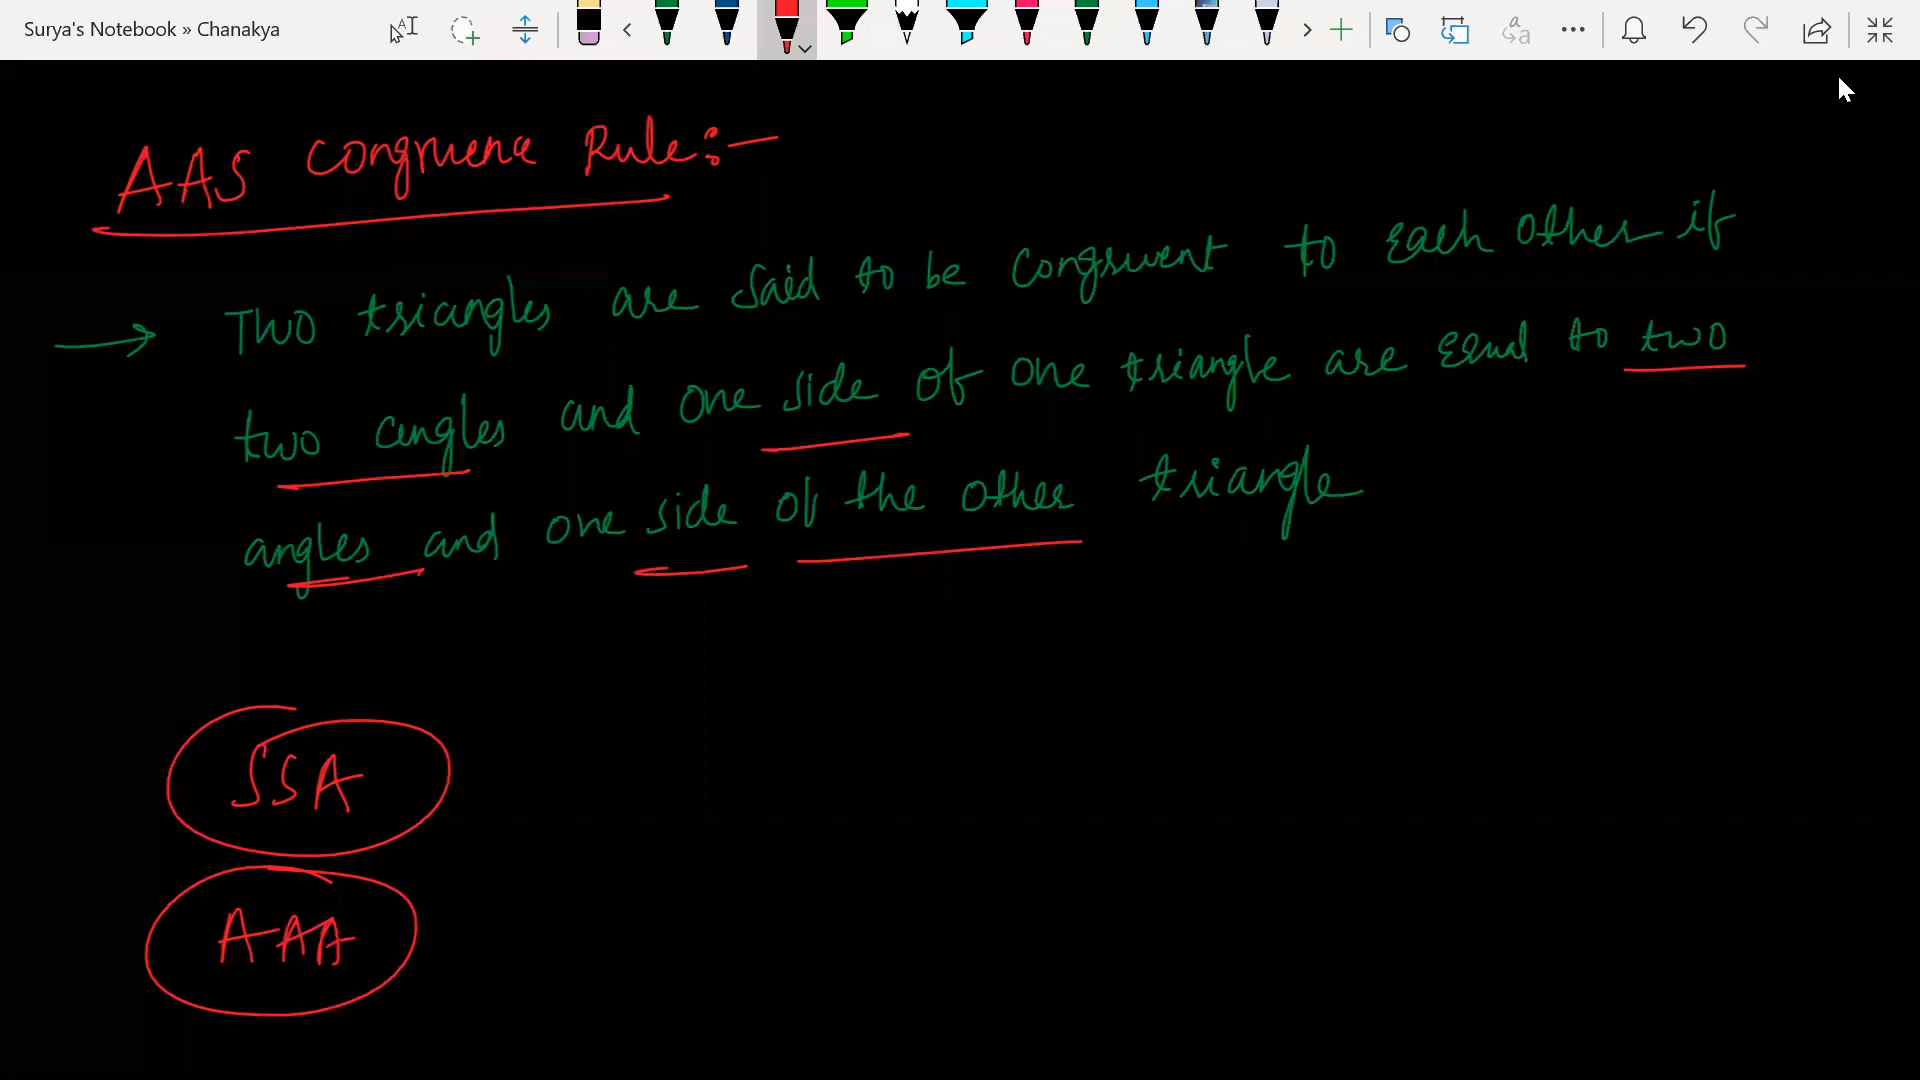 Surya's Notebook » Chanakya
AAS Congruence Rule:-
→ Two triangles are said to be congruent to each other if
two angles and one side of one triangle are equal to two
angles and one side of the other triangle
SSA
AAA